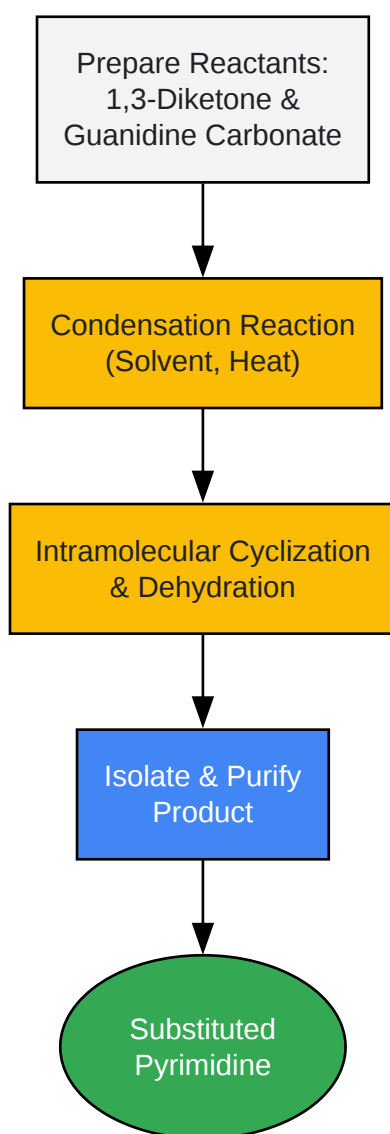 Prepare Reactants:
1,3-Diketone &
Guanidine Carbonate
Condensation Reaction
(Solvent, Heat)
Intramolecular Cyclization
& Dehydration
Isolate & Purify
Product
Substituted
Pyrimidine